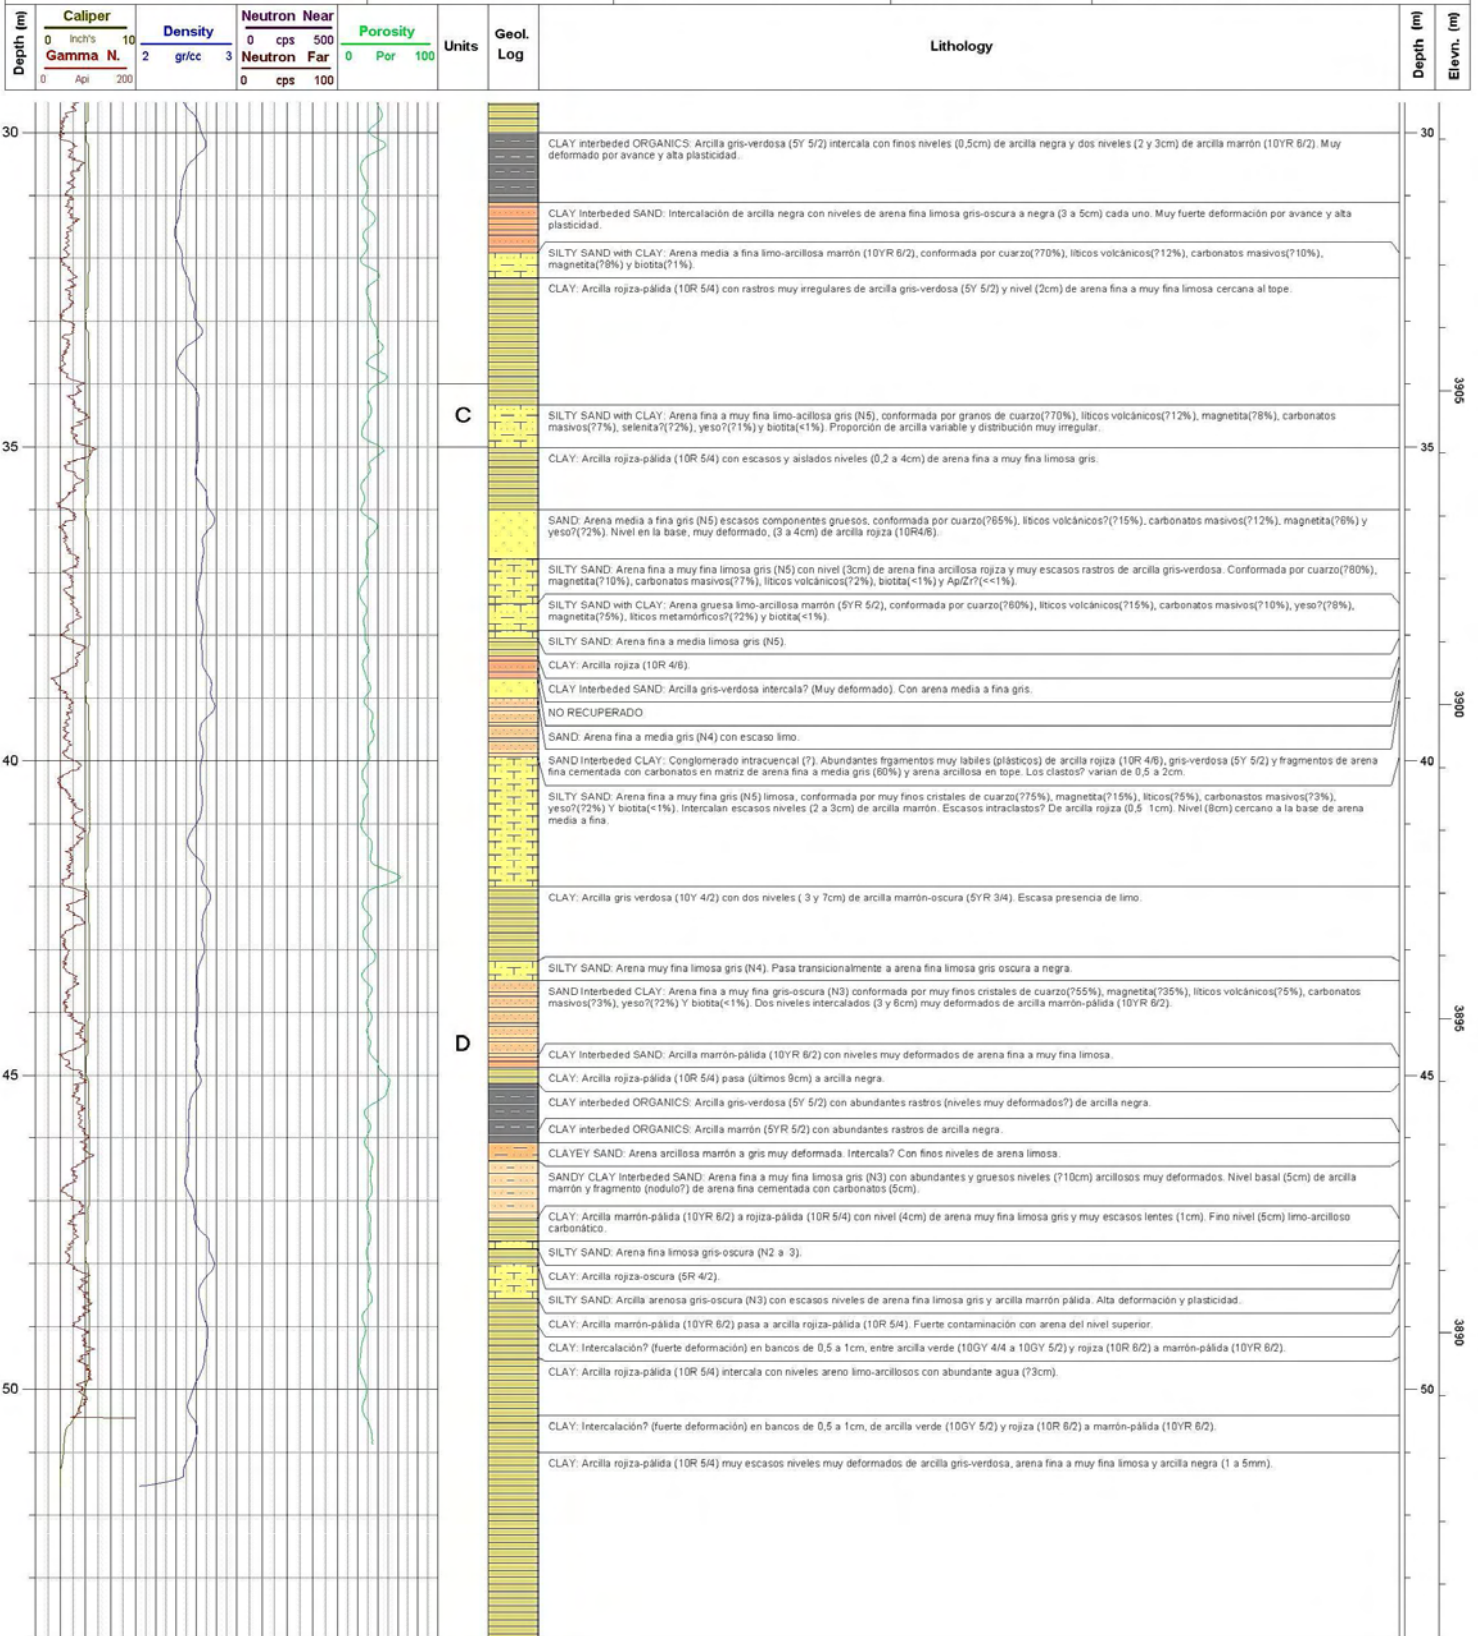 Depth (m)
Caliper
0 Inch's 10
Gamma N.
0 Api 200
Density
2 gr/cc 3
Neutron Near
0 cps 500
Neutron Far
0 cps 100
Porosity
0 Por 100
Units
Geol.
Log
Lithology
Depth (m)
Elevn. (m)
30
CLAY interbeded ORGANICS: Arcilla gris-verdosa (5Y 5/2) intercala con finos niveles (0,5cm) de arcilla negra y dos niveles (2 y 3cm) de arcilla marrón (10YR 6/2). Muy
deformado por avance y alta plasticidad.
30
CLAY Interbeded SAND: Intercalación de arcilla negra con niveles de arena fina limosa gris-oscura a negra (3 a 5cm) cada uno. Muy fuerte deformación por avance y alta
plasticidad.
SILTY SAND with CLAY: Arena media a fina limo-arcillosa marrón (10YR 6/2), conformada por cuarzo(?70%), líticos volcánicos(?12%), carbonatos masivos(?10%),
magnetita(?8%) y biotita(?1%).
CLAY: Arcilla rojiza-pálida (10R 5/4) con rastros muy irregulares de arcilla gris-verdosa (5Y 5/2) y nivel (2cm) de arena fina a muy fina limosa cercana al tope.
3905
C
SILTY SAND with CLAY: Arena fina a muy fina limo-acillosa gris (N5), conformada por granos de cuarzo(?70%), líticos volcánicos(?12%), magnetita(?8%), carbonatos
masivos(?7%), selenita?(?2%), yeso?(?1%) y biotita(<1%). Proporción de arcilla variable y distribución muy irregular.
35
CLAY: Arcilla rojiza-pálida (10R 5/4) con escasos y aislados niveles (0,2 a 4cm) de arena fina a muy fina limosa gris.
35
SAND: Arena media a fina gris (N5) escasos componentes gruesos, conformada por cuarzo(?65%), líticos volcánicos?(?15%), carbonatos masivos(?12%), magnetita(?6%) y
yeso?(?2%). Nivel en la base, muy deformado, (3 a 4cm) de arcilla rojiza (10R4/6).
SILTY SAND: Arena fina a muy fina limosa gris (N5) con nivel (3cm) de arena fina arcillosa rojiza y muy escasos rastros de arcilla gris-verdosa. Conformada por cuarzo(?80%),
magnetita(?10%), carbonatos masivos(?7%), líticos volcánicos(?2%), biotita(<1%) y Ap/Zr?(<<1%).
SILTY SAND with CLAY: Arena gruesa limo-arcillosa marrón (5YR 5/2), conformada por cuarzo(?60%), líticos volcánicos(?15%), carbonatos masivos(?10%), yeso?(?8%),
magnetita(?5%), líticos metamórficos?(?2%) y biotita(<1%).
SILTY SAND: Arena fina a media limosa gris (N5).
CLAY: Arcilla rojiza (10R 4/6).
CLAY Interbeded SAND: Arcilla gris-verdosa intercala? (Muy deformado). Con arena media a fina gris.
3900
NO RECUPERADO
SAND: Arena fina a media gris (N4) con escaso limo.
40
SAND Interbeded CLAY: Conglomerado intracuencal (?). Abundantes frgamentos muy labiles (plásticos) de arcilla rojiza (10R 4/6), gris-verdosa (5Y 5/2) y fragmentos de arena
fina cementada con carbonatos en matriz de arena fina a media gris (60%) y arena arcillosa en tope. Los clastos? varían de 0,5 a 2cm.
40
SILTY SAND: Arena fina a muy fina gris (N5) limosa, conformada por muy finos cristales de cuarzo(?75%), magnetita(?15%), líticos(?5%), carbonastos masivos(?3%),
yeso?(?2%) Y biotita(<1%). Intercalan escasos niveles (2 a 3cm) de arcilla marrón. Escasos intraclastos? De arcilla rojiza (0,5 1cm). Nivel (8cm) cercano a la base de arena
media a fina.
CLAY: Arcilla gris verdosa (10Y 4/2) con dos niveles ( 3 y 7cm) de arcilla marrón-oscura (5YR 3/4). Escasa presencia de limo.
SILTY SAND: Arena muy fina limosa gris (N4). Pasa transicionalmente a arena fina limosa gris oscura a negra.
SAND Interbeded CLAY: Arena fina a muy fina gris-oscura (N3) conformada por muy finos cristales de cuarzo(?55%), magnetita(?35%), líticos volcánicos(?5%), carbonatos
masivos(?3%), yeso?(?2%) Y biotita(<1%). Dos niveles intercalados (3 y 6cm) muy deformados de arcilla marrón-pálida (10YR 6/2).
3895
D
CLAY Interbeded SAND: Arcilla marrón-pálida (10YR 6/2) con niveles muy deformados de arena fina a muy fina limosa.
45
CLAY: Arcilla rojiza-pálida (10R 5/4) pasa (últimos 9cm) a arcilla negra.
45
CLAY interbeded ORGANICS: Arcilla gris-verdosa (5Y 5/2) con abundantes rastros (niveles muy deformados?) de arcilla negra.
CLAY interbeded ORGANICS: Arcilla marrón (5YR 5/2) con abundantes rastros de arcilla negra.
CLAYEY SAND: Arena arcillosa marrón a gris muy deformada. Intercala? Con finos niveles de arena limosa.
SANDY CLAY Interbeded SAND: Arena fina a muy fina limosa gris (N3) con abundantes y gruesos niveles (?10cm) arcillosos muy deformados. Nivel basal (5cm) de arcilla
marrón y fragmento (nodulo?) de arena fina cementada con carbonatos (5cm).
CLAY: Arcilla marrón-pálida (10YR 6/2) a rojiza-pálida (10R 5/4) con nivel (4cm) de arena muy fina limosa gris y muy escasos lentes (1cm). Fino nivel (5cm) limo-arcilloso
carbonático.
SILTY SAND: Arena fina limosa gris-oscura (N2 a 3).
CLAY: Arcilla rojiza-oscura (5R 4/2).
SILTY SAND: Arcilla arenosa gris-oscura (N3) con escasos niveles de arena fina limosa gris y arcilla marrón pálida. Alta deformación y plasticidad.
CLAY: Arcilla marrón-pálida (10YR 6/2) pasa a arcilla rojiza-pálida (10R 5/4). Fuerte contaminación con arena del nivel superior.
3890
CLAY: Intercalación? (fuerte deformación) en bancos de 0,5 a 1cm, entre arcilla verde (10GY 4/4 a 10GY 5/2) y rojiza (10R 6/2) a marrón-pálida (10YR 6/2).
CLAY: Arcilla rojiza-pálida (10R 5/4) intercala con niveles areno limo-arcillosos con abundante agua (?3cm).
50
50
CLAY: Intercalación? (fuerte deformación) en bancos de 0,5 a 1cm, de arcilla verde (10GY 5/2) y rojiza (10R 6/2) a marrón-pálida (10YR 6/2).
CLAY: Arcilla rojiza-pálida (10R 5/4) muy escasos niveles muy deformados de arcilla gris-verdosa, arena fina a muy fina limosa y arcilla negra (1 a 5mm).